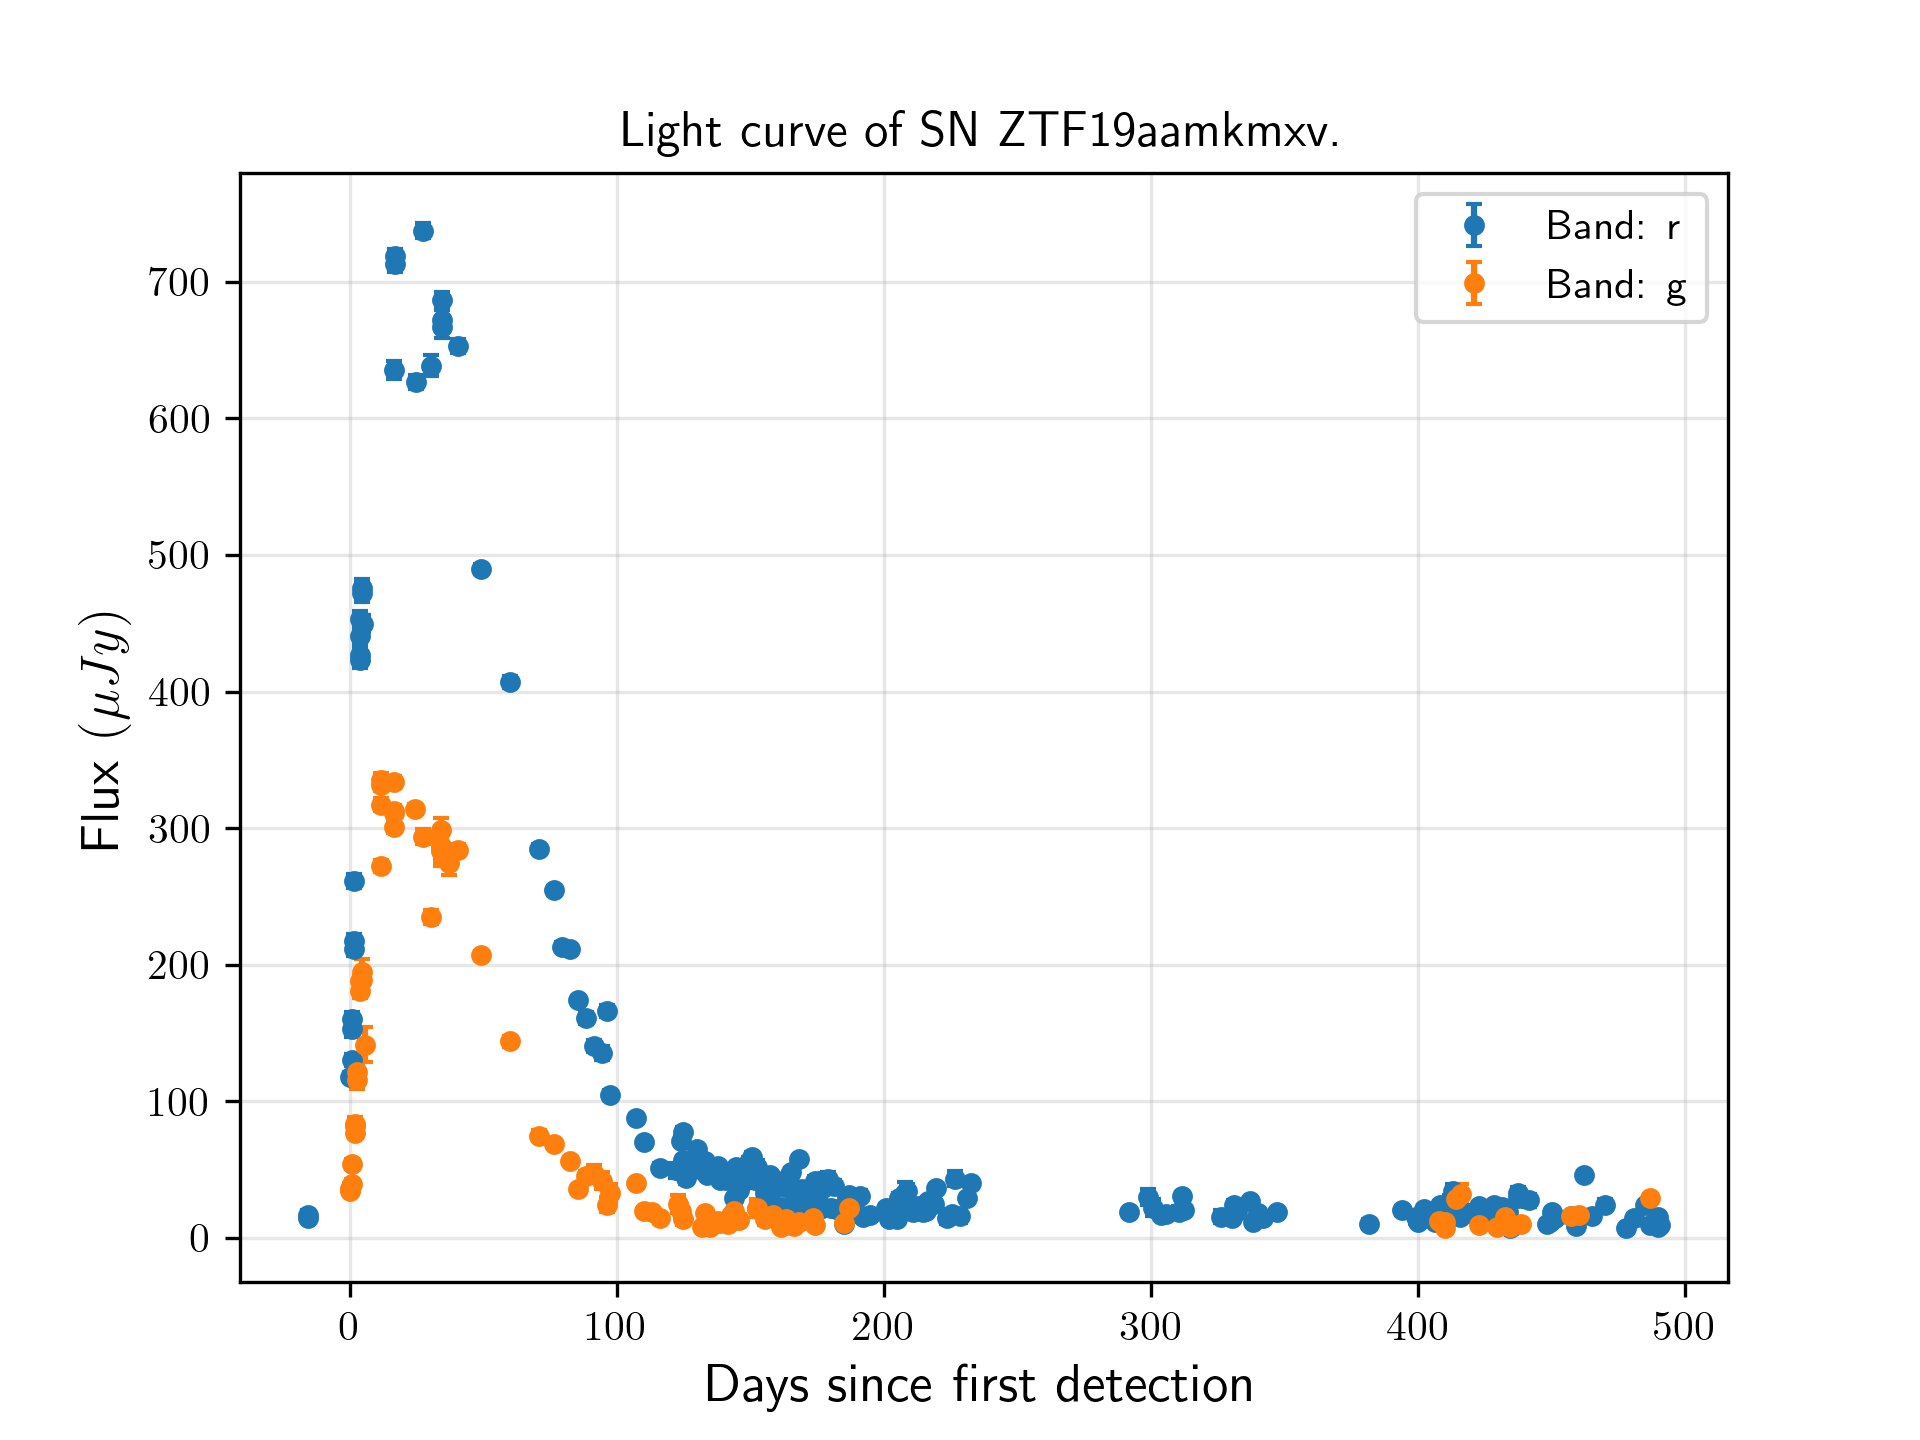 Light curve of SN ZTF19aamkmxv.
Band: r
Band: g
700
600
500
400
300
200
100
0
Flux (μJy)
0 100 200 300 400 500
Days since first detection